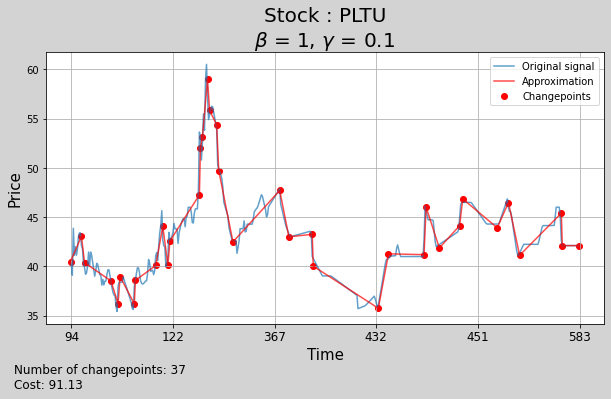 Stock : PLTU
β = 1, γ = 0.1
Original signal
Approximation
Changepoints
Price
60
55
50
45
40
35
94 122 367 432 451 583
Time
Number of changepoints: 37
Cost: 91.13